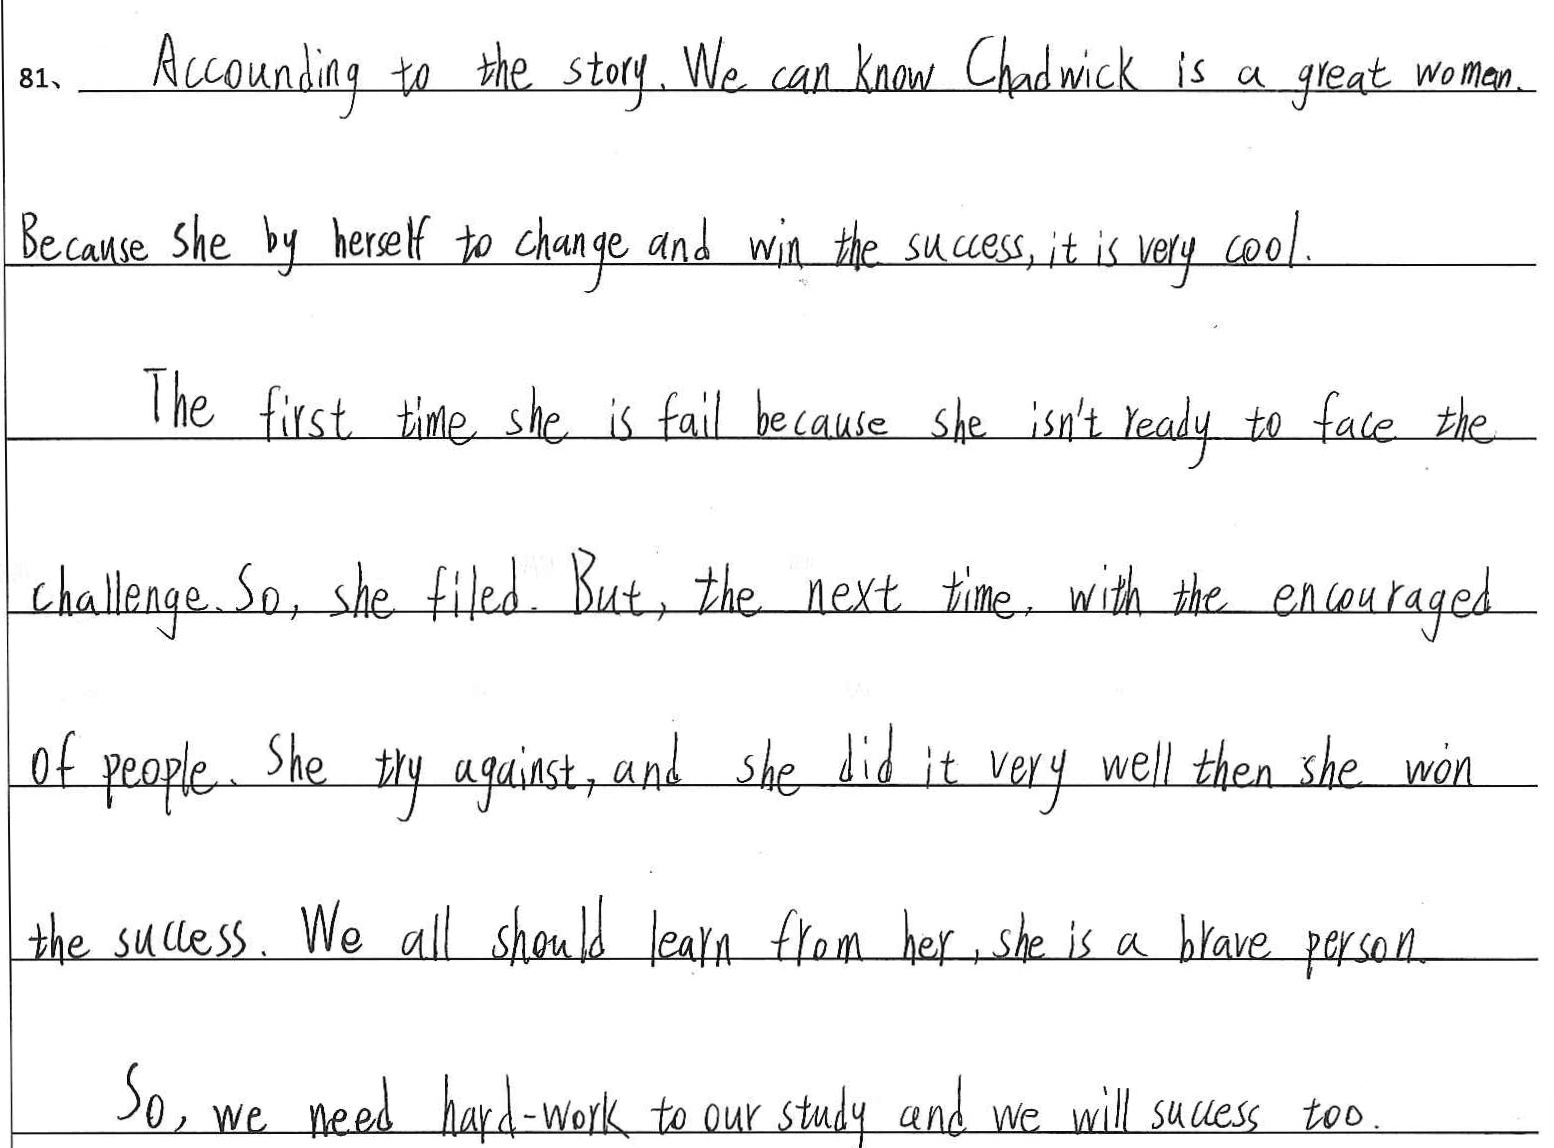 81、 Accounding to the story. We can know Chadwick is a great women.
Because she by herself to change and win the success, it is very cool.
The first time she is fail because she isn't ready to face the
challenge. So, she filed. But, the next time, with the encouraged
of people. She try against, and she did it very well then she won
the success. We all should learn from her, she is a brave person.
So, we need hard-work to our study and we will success too.